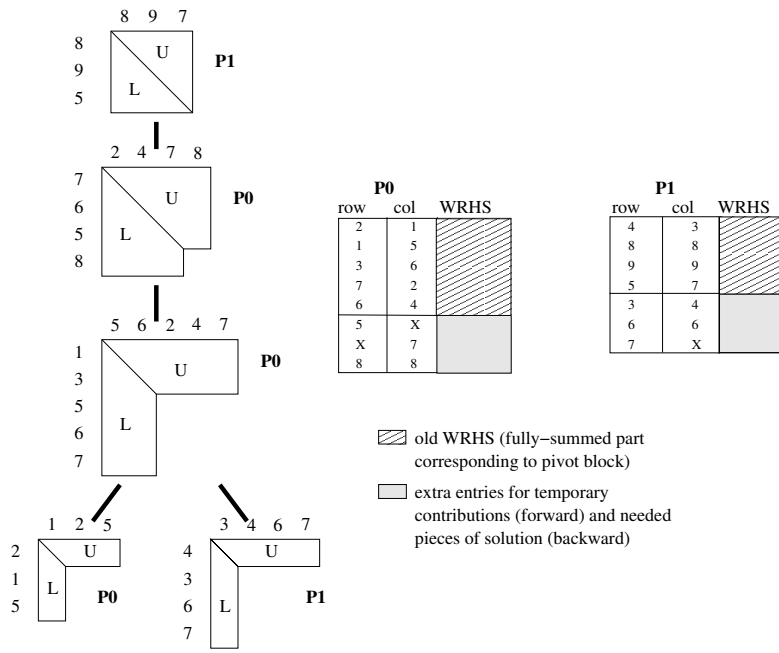 8 9 7
8
9
5
U
L
P1
2 4 7 8
7
6
5
8
U
L
P0
5 6 2 4 7
1
3
5
6
7
U
L
P0
1 2 5
2
1
5
U
L
P0
3 4 6 7
4
3
6
7
U
L
P1
P0
row col WRHS
2 1
1 5
3 6
7 2
6 4
5 X
X 7
8 8
P1
row col WRHS
4 3
8 8
9 9
5 7
3 4
6 6
7 X
old WRHS (fully−summed part
corresponding to pivot block)
extra entries for temporary
contributions (forward) and needed
pieces of solution (backward)